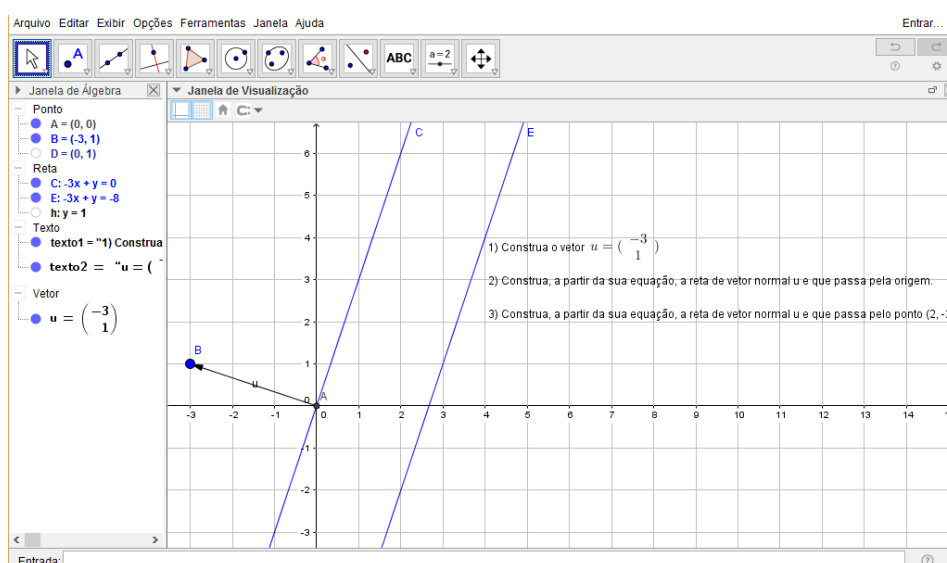 Arquivo Editar Exibir Opções Ferramentas Janela Ajuda
Entrar...
A
α
ABC
a=2
Janela de Álgebra
Janela de Visualização
Ponto
A = (0, 0)
B = (-3, 1)
D = (0, 1)
Reta
C: -3x + y = 0
E: -3x + y = -8
h: y = 1
Texto
texto1 = "1) Construa
texto2 = "u = (
Vetor
u = ( −3 1 )
C
E
6
5
4
3
2
1
0
-1
-2
-3
-3 -2 -1 0 1 2 3 4 5 6 7 8 9 10 11 12 13 14
B
u
A
1) Construa o vetor u = ( −3 1 )
2) Construa, a partir da sua equação, a reta de vetor normal u e que passa pela origem.
3) Construa, a partir da sua equação, a reta de vetor normal u e que passa pelo ponto (2, -
Entrada: